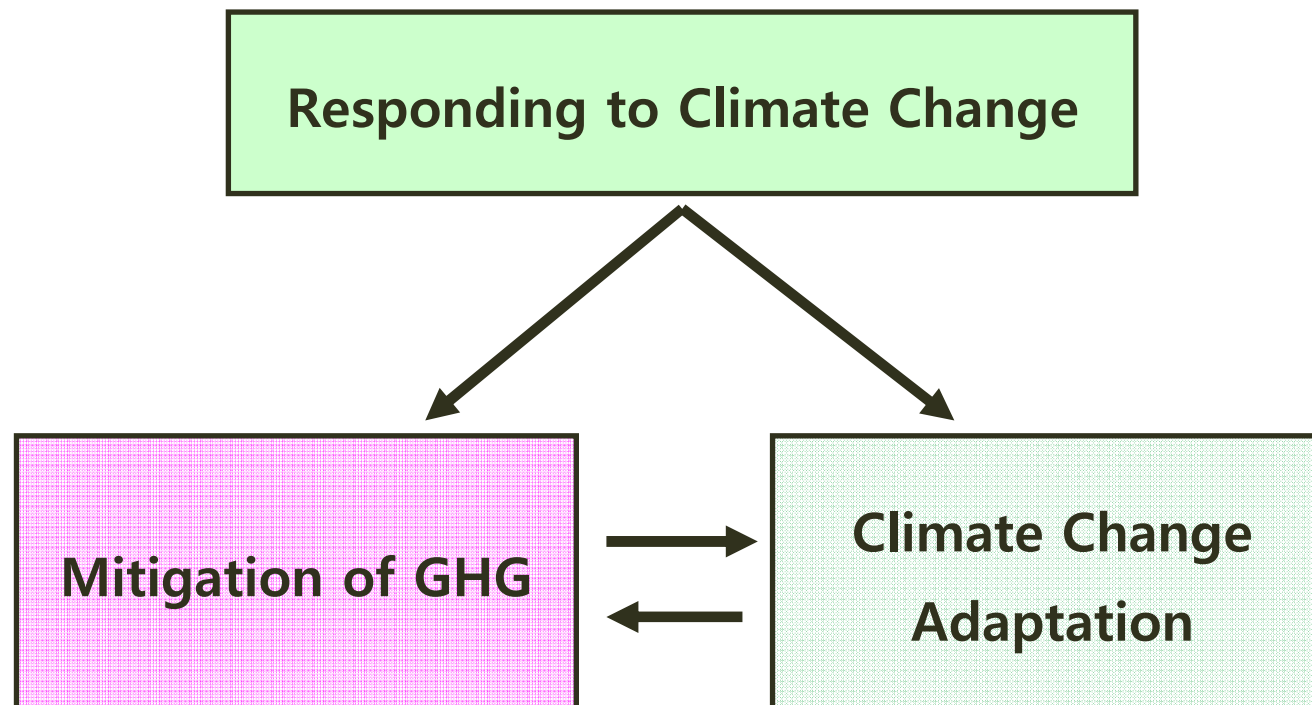 Responding to Climate Change
Mitigation of GHG
Climate Change
Adaptation